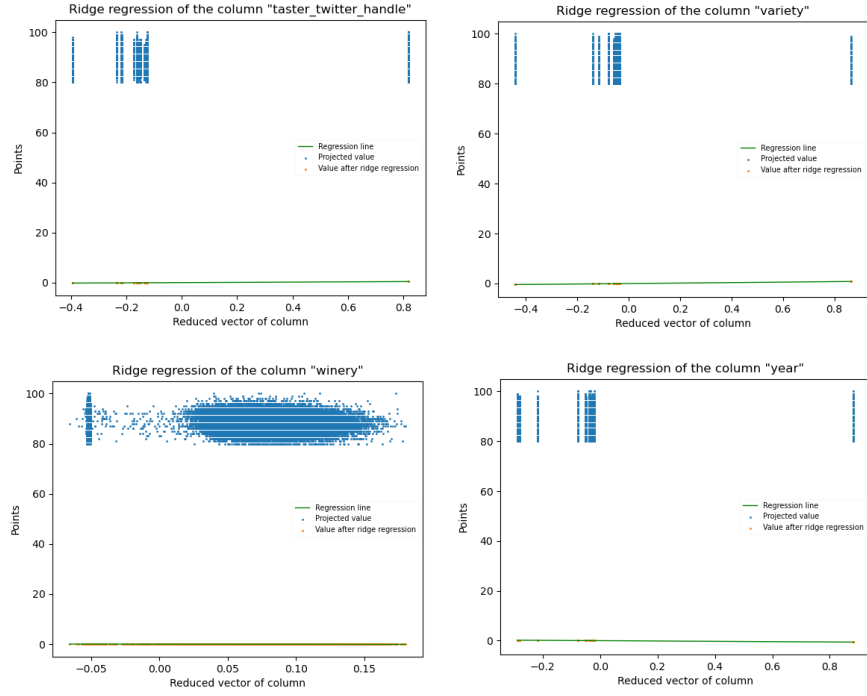 Ridge regression of the column "taster_twitter_handle"
100
80
60
40
20
0
Points
Regression line
Projected value
Value after ridge regression
−0.4
−0.2
0.0
0.2
0.4
0.6
0.8
Reduced vector of column
Ridge regression of the column "variety"
100
80
60
40
20
0
Points
Regression line
Projected value
Value after ridge regression
−0.4
−0.2
0.0
0.2
0.4
0.6
0.8
Reduced vector of column
Ridge regression of the column "winery"
100
80
60
40
20
0
Points
Regression line
Projected value
Value after ridge regression
−0.05
0.00
0.05
0.10
0.15
Reduced vector of column
Ridge regression of the column "year"
100
80
60
40
20
0
Points
Regression line
Projected value
Value after ridge regression
−0.2
0.0
0.2
0.4
0.6
0.8
Reduced vector of column